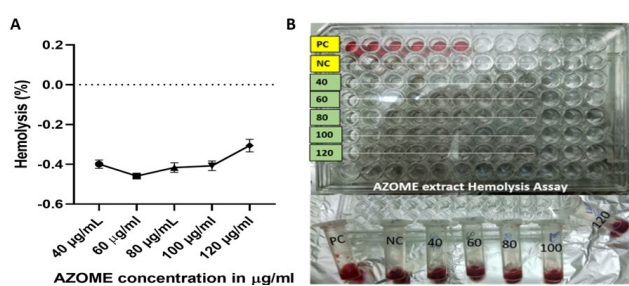 A
0.2
0.0
-0.2
-0.4
-0.6
Hemolysis (%)
40 µg/mL
60 µg/ml
80 µg/mL
100 µg/ml
120 µg/ml
AZOME concentration in µg/ml
B
PC
NC
40
60
80
100
120
AZOME extract Hemolysis Assay
PC
NC
40
60
80
100
120